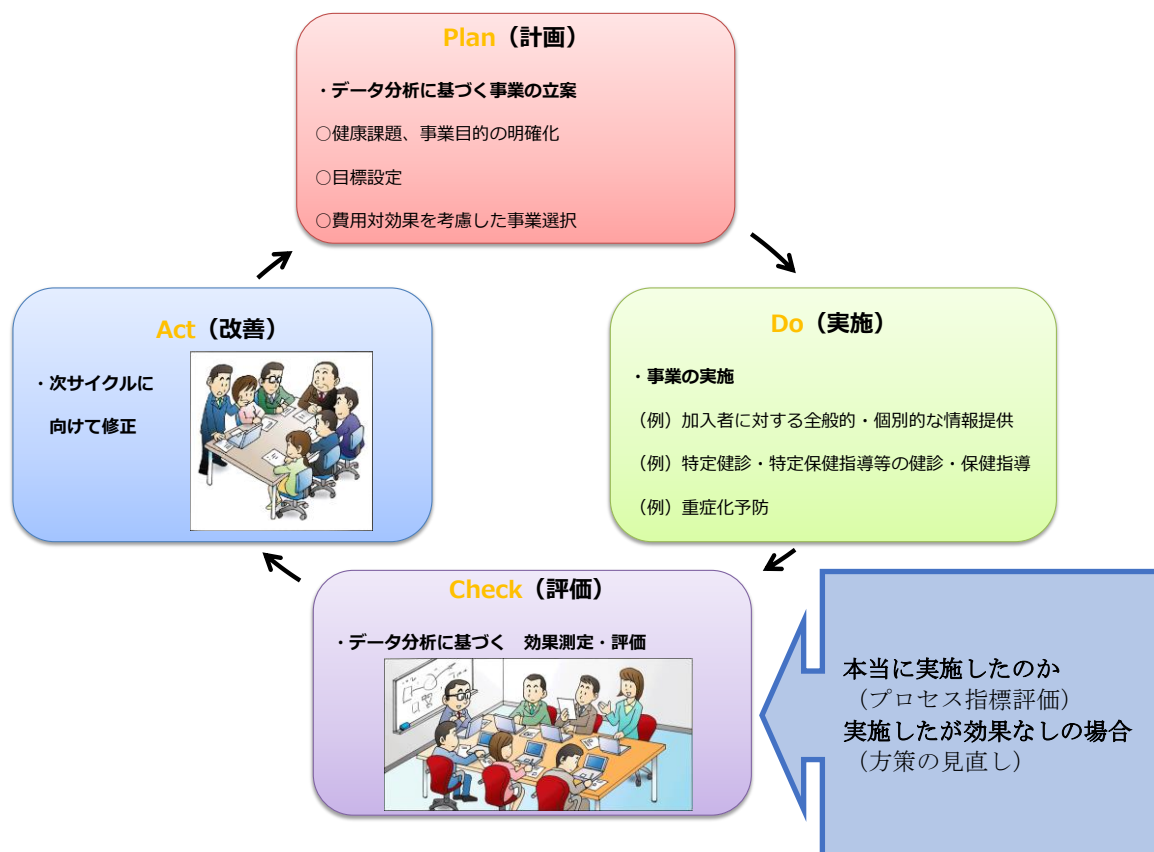 Plan（計画）
・データ分析に基づく事業の立案
○健康課題、事業目的の明確化
○目標設定
○費用対効果を考慮した事業選択
Do（実施）
・事業の実施
（例）加入者に対する全般的・個別的な情報提供
（例）特定健診・特定保健指導等の健診・保健指導
（例）重症化予防
Check（評価）
・データ分析に基づく　効果測定・評価
本当に実施したのか
（プロセス指標評価）
実施したが効果なしの場合
（方策の見直し）
Act（改善）
・次サイクルに
向けて修正